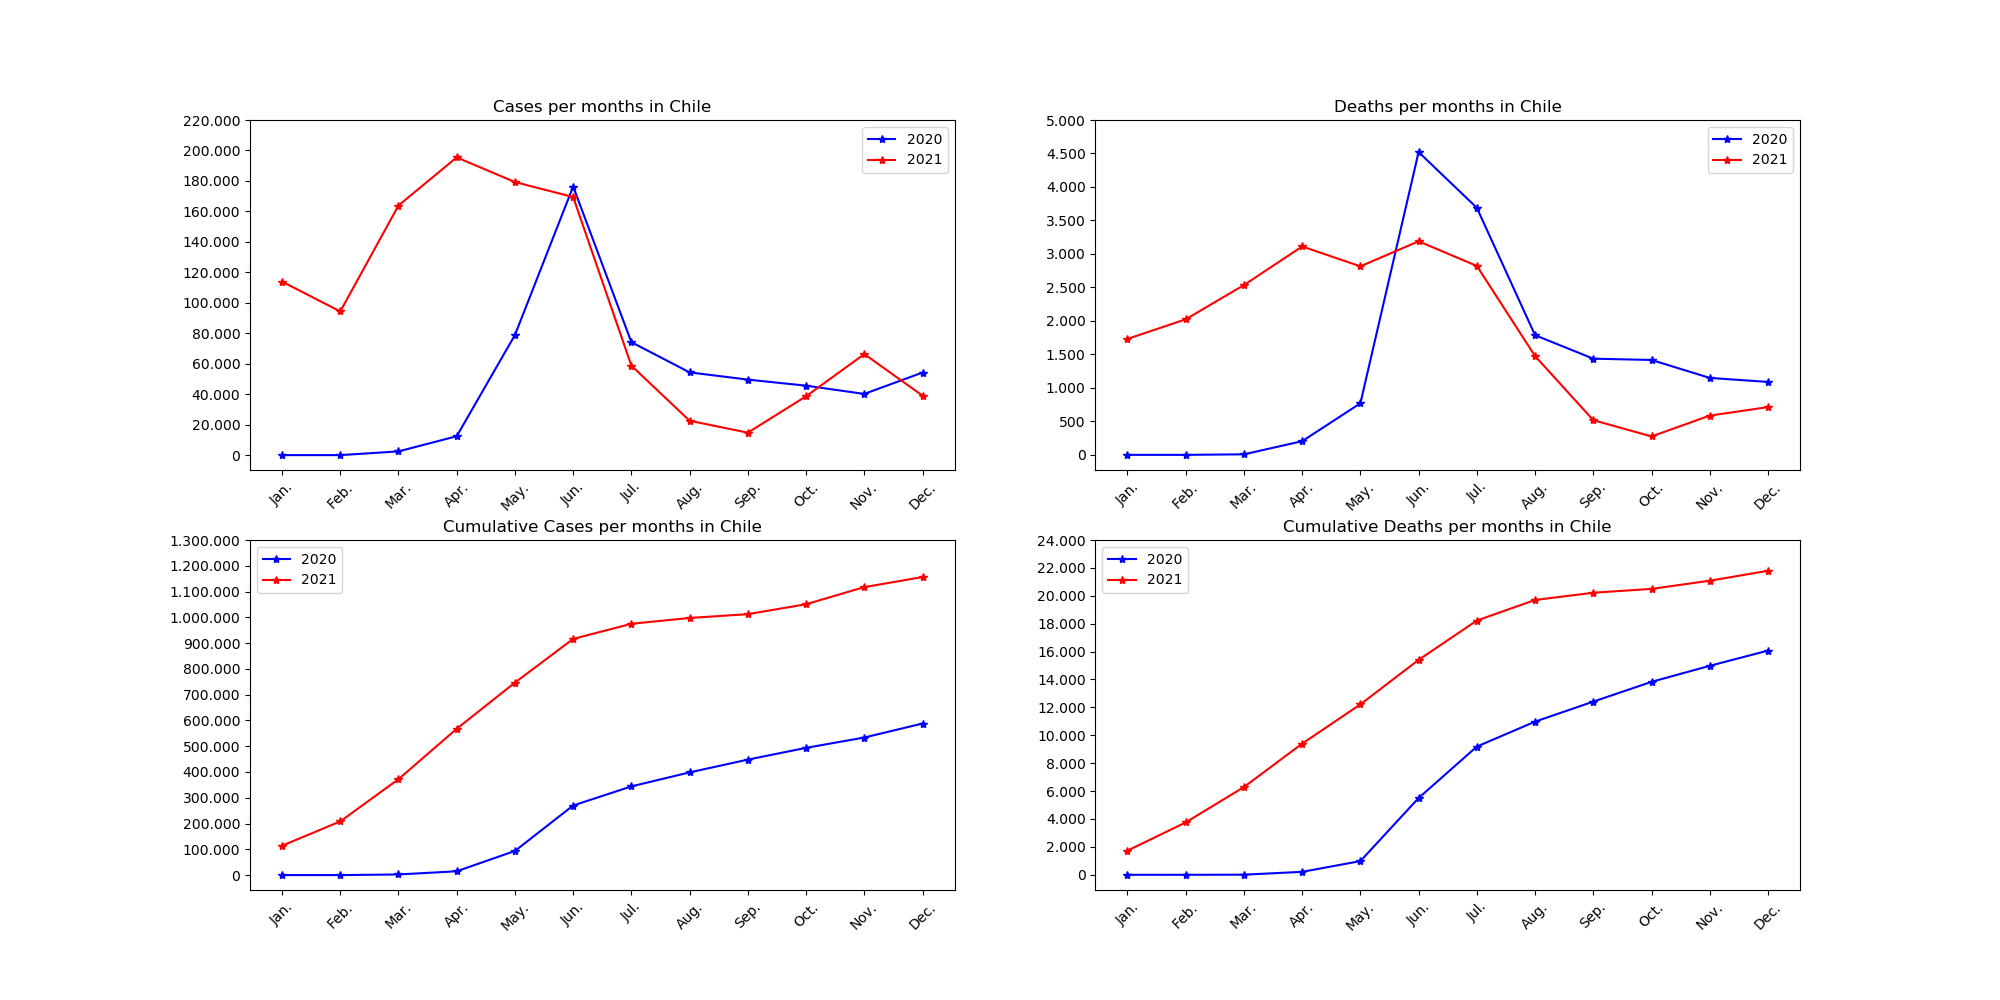 Cases per months in Chile
220.000
200.000
180.000
160.000
140.000
120.000
100.000
80.000
60.000
40.000
20.000
0
2020
2021
Jan.
Feb.
Mar.
Apr.
May.
Jun.
Jul.
Aug.
Sep.
Oct.
Nov.
Dec.
Deaths per months in Chile
5.000
4.500
4.000
3.500
3.000
2.500
2.000
1.500
1.000
500
0
2020
2021
Jan.
Feb.
Mar.
Apr.
May.
Jun.
Jul.
Aug.
Sep.
Oct.
Nov.
Dec.
Cumulative Cases per months in Chile
1.300.000
1.200.000
1.100.000
1.000.000
900.000
800.000
700.000
600.000
500.000
400.000
300.000
200.000
100.000
0
2020
2021
Jan.
Feb.
Mar.
Apr.
May.
Jun.
Jul.
Aug.
Sep.
Oct.
Nov.
Dec.
Cumulative Deaths per months in Chile
24.000
22.000
20.000
18.000
16.000
14.000
12.000
10.000
8.000
6.000
4.000
2.000
0
2020
2021
Jan.
Feb.
Mar.
Apr.
May.
Jun.
Jul.
Aug.
Sep.
Oct.
Nov.
Dec.